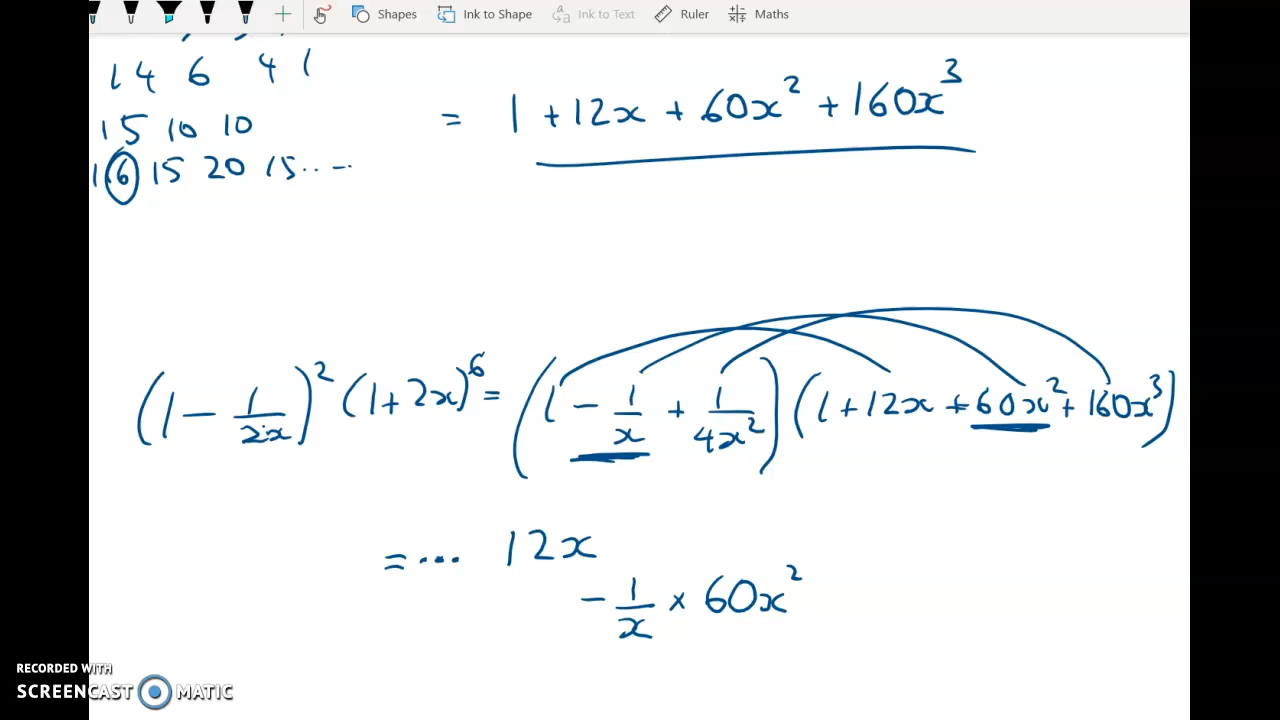 Shapes Ink to Shape Ink to Text Ruler Maths
1 4 6 4 1
1 5 10 10
1 6 15 20 15.. --
= 1 + 12x + 60x² + 160x³
(1 - 1/2x)² (1 + 2x)⁶ = (1 - 1/x + 1/4x²) (1 + 12x + 60x² + 160x³)
= ... 12x
- 1/x × 60x²
RECORDED WITH
SCREENCAST MATIC